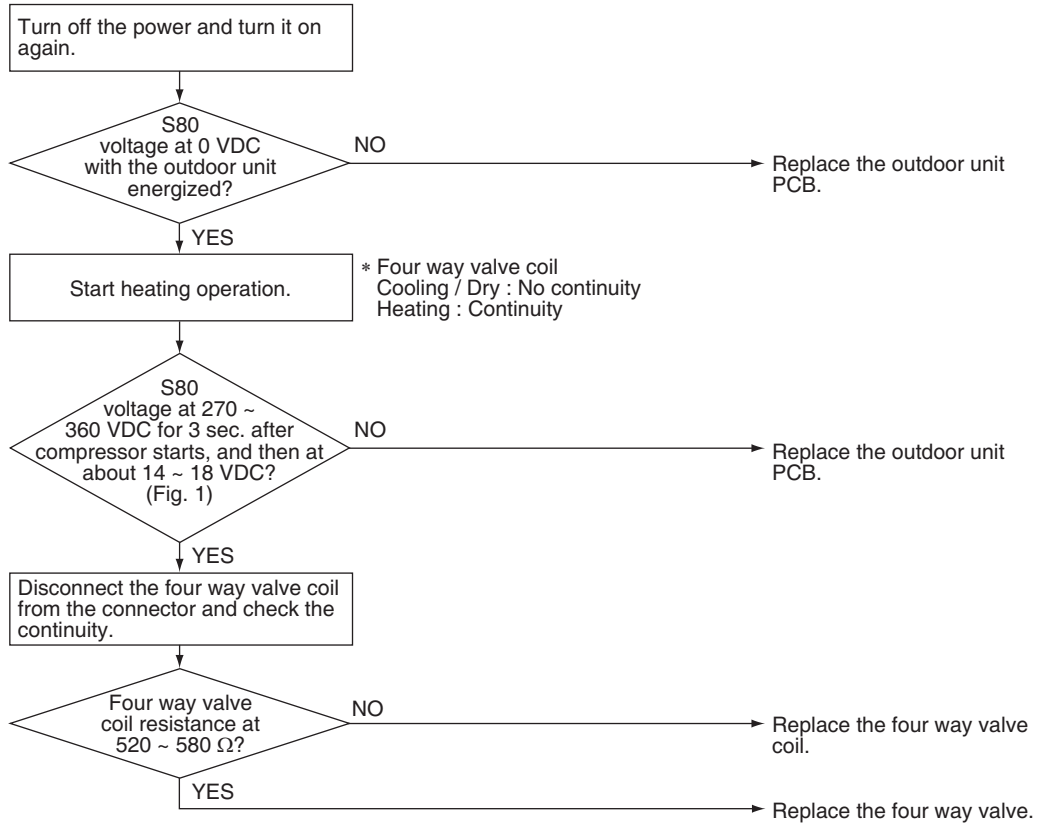 Turn off the power and turn it on
again.
S80
voltage at 0 VDC
with the outdoor unit
energized?
NO
Replace the outdoor unit
PCB.
YES
Start heating operation.
∗ Four way valve coil
Cooling / Dry : No continuity
Heating : Continuity
S80
voltage at 270 ~
360 VDC for 3 sec. after
compressor starts, and then at
about 14 ~ 18 VDC?
(Fig. 1)
NO
Replace the outdoor unit
PCB.
YES
Disconnect the four way valve coil
from the connector and check the
continuity.
Four way valve
coil resistance at
520 ~ 580 Ω?
NO
Replace the four way valve
coil.
YES
Replace the four way valve.